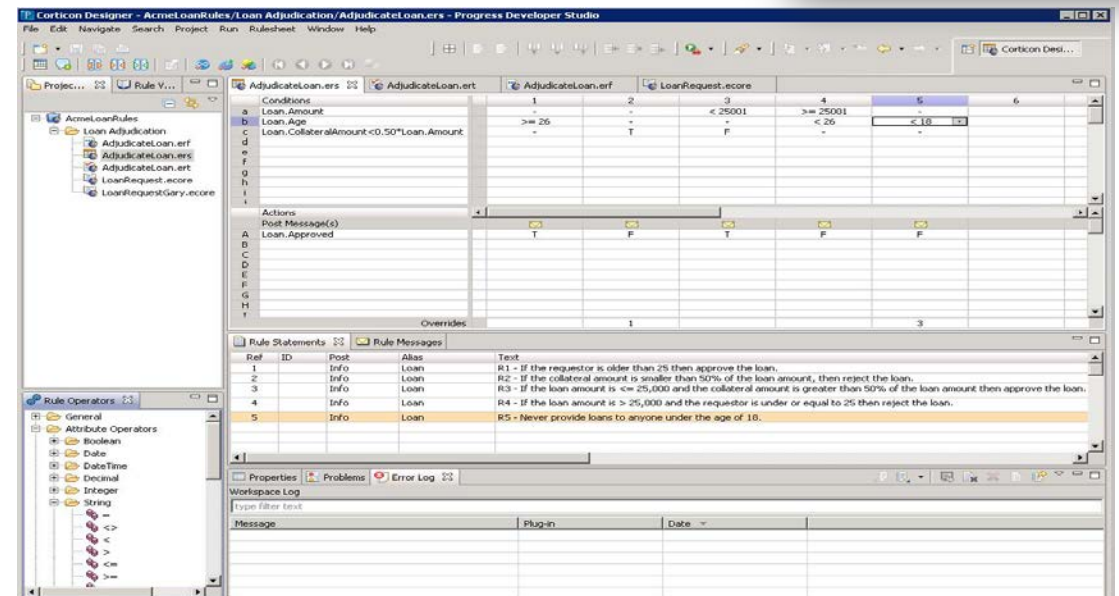 Corticon Designer - AcmeLoanRules/Loan Adjudication/AdjudicateLoan.ers - Progress Developer Studio
File Edit Navigate Search Project Run Rulesheet Window Help
Corticon Desi...
Projec... Rule V...
AcmeLoanRules
Loan Adjudication
AdjudicateLoan.erf
AdjudicateLoan.ers
AdjudicateLoan.ert
LoanRequest.ecore
LoanRequestGary.ecore
AdjudicateLoan.ers AdjudicateLoan.ert AdjudicateLoan.erf LoanRequest.ecore
Conditions 1 2 3 4 5 6
a Loan.Amount - - < 25001 >= 25001 -
b Loan.Age >= 26 - - < 26 < 18
c Loan.CollateralAmount<0.50*Loan.Amount - T F - -
d
e
f
g
h
i
Actions
Post Message(s)
A Loan.Approved T F T F F
B
C
D
E
F
G
H
Overrides 1 3
Rule Statements Rule Messages
Ref ID Post Alias Text
1 Info Loan R1 - If the requestor is older than 25 then approve the loan.
2 Info Loan R2 - If the collateral amount is smaller than 50% of the loan amount, then reject the loan.
3 Info Loan R3 - If the loan amount is <= 25,000 and the collateral amount is greater than 50% of the loan amount then approve the loan.
4 Info Loan R4 - If the loan amount is > 25,000 and the requestor is under or equal to 25 then reject the loan.
5 Info Loan R5 - Never provide loans to anyone under the age of 18.
Rule Operators
General
Attribute Operators
Boolean
Date
DateTime
Decimal
Integer
String
=
<>
<
>
<=
>=
Properties Problems Error Log
Workspace Log
type filter text
Message Plug-in Date